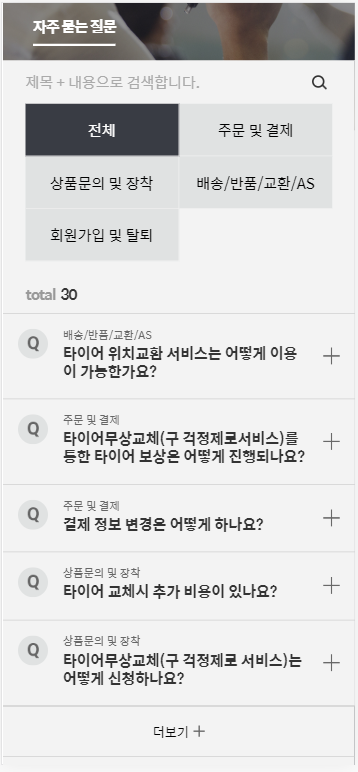 자주 묻는 질문
제목 + 내용으로 검색합니다.
전체
주문 및 결제
상품문의 및 장착
배송/반품/교환/AS
회원가입 및 탈퇴
total 30
Q
배송/반품/교환/AS
타이어 위치교환 서비스는 어떻게 이용
이 가능한가요?
Q
주문 및 결제
타이어무상교체(구 걱정제로서비스)를
통한 타이어 보상은 어떻게 진행되나요?
Q
주문 및 결제
결제 정보 변경은 어떻게 하나요?
Q
상품문의 및 장착
타이어 교체시 추가 비용이 있나요?
Q
상품문의 및 장착
타이어무상교체(구 걱정제로 서비스)는
어떻게 신청하나요?
더보기 +